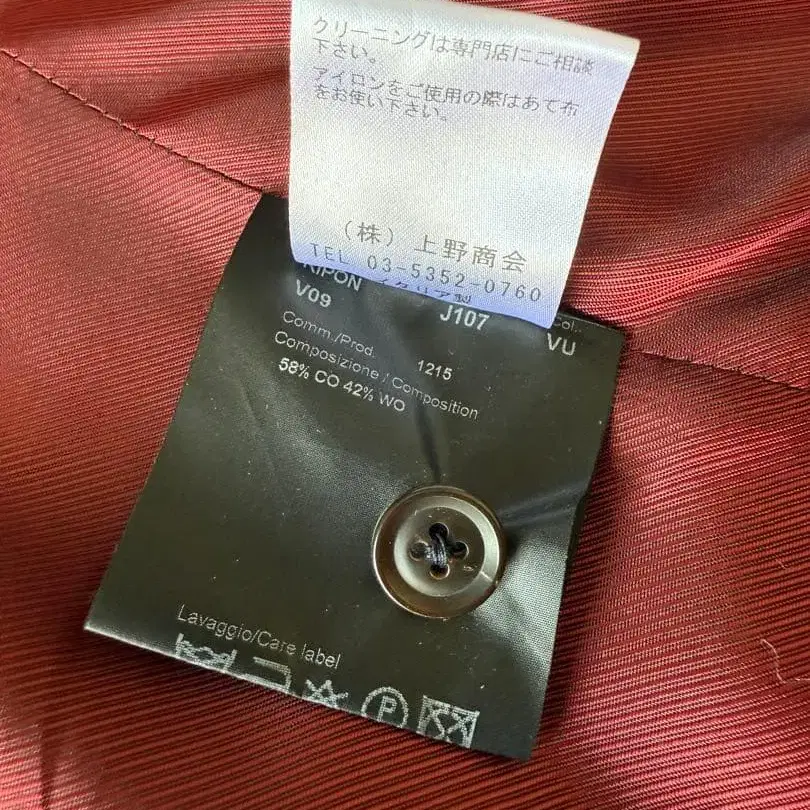 クリーニングは専門店にご相談
下さい。
アイロンをご使用の際はあて布
をお使い下さい。
(株) 上野商会
TEL 03-5352-0760
イタリア製
RIPON
V09 J107 VU
Col.
Comm./Prod. 1215
Composizione / Composition
58% CO 42% WO
Lavaggio/Care label
P